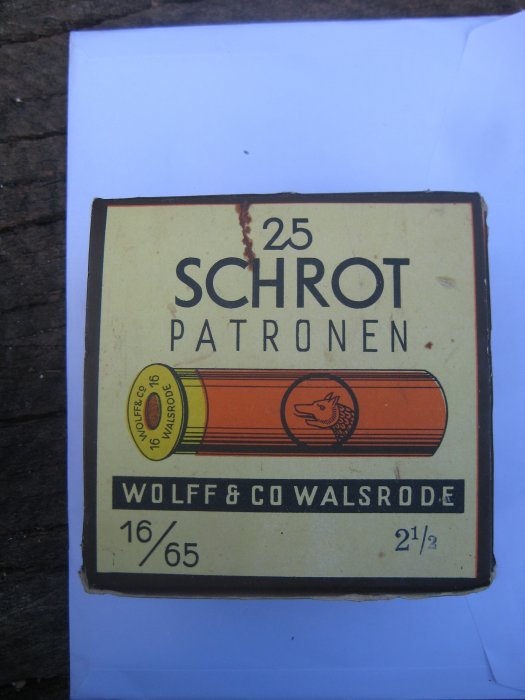 25
SCHROT
PATRONEN
16
WOLFF & CO
WALSRODE
16
WOLFF & CO WALSRODE
16/65
2 1/2